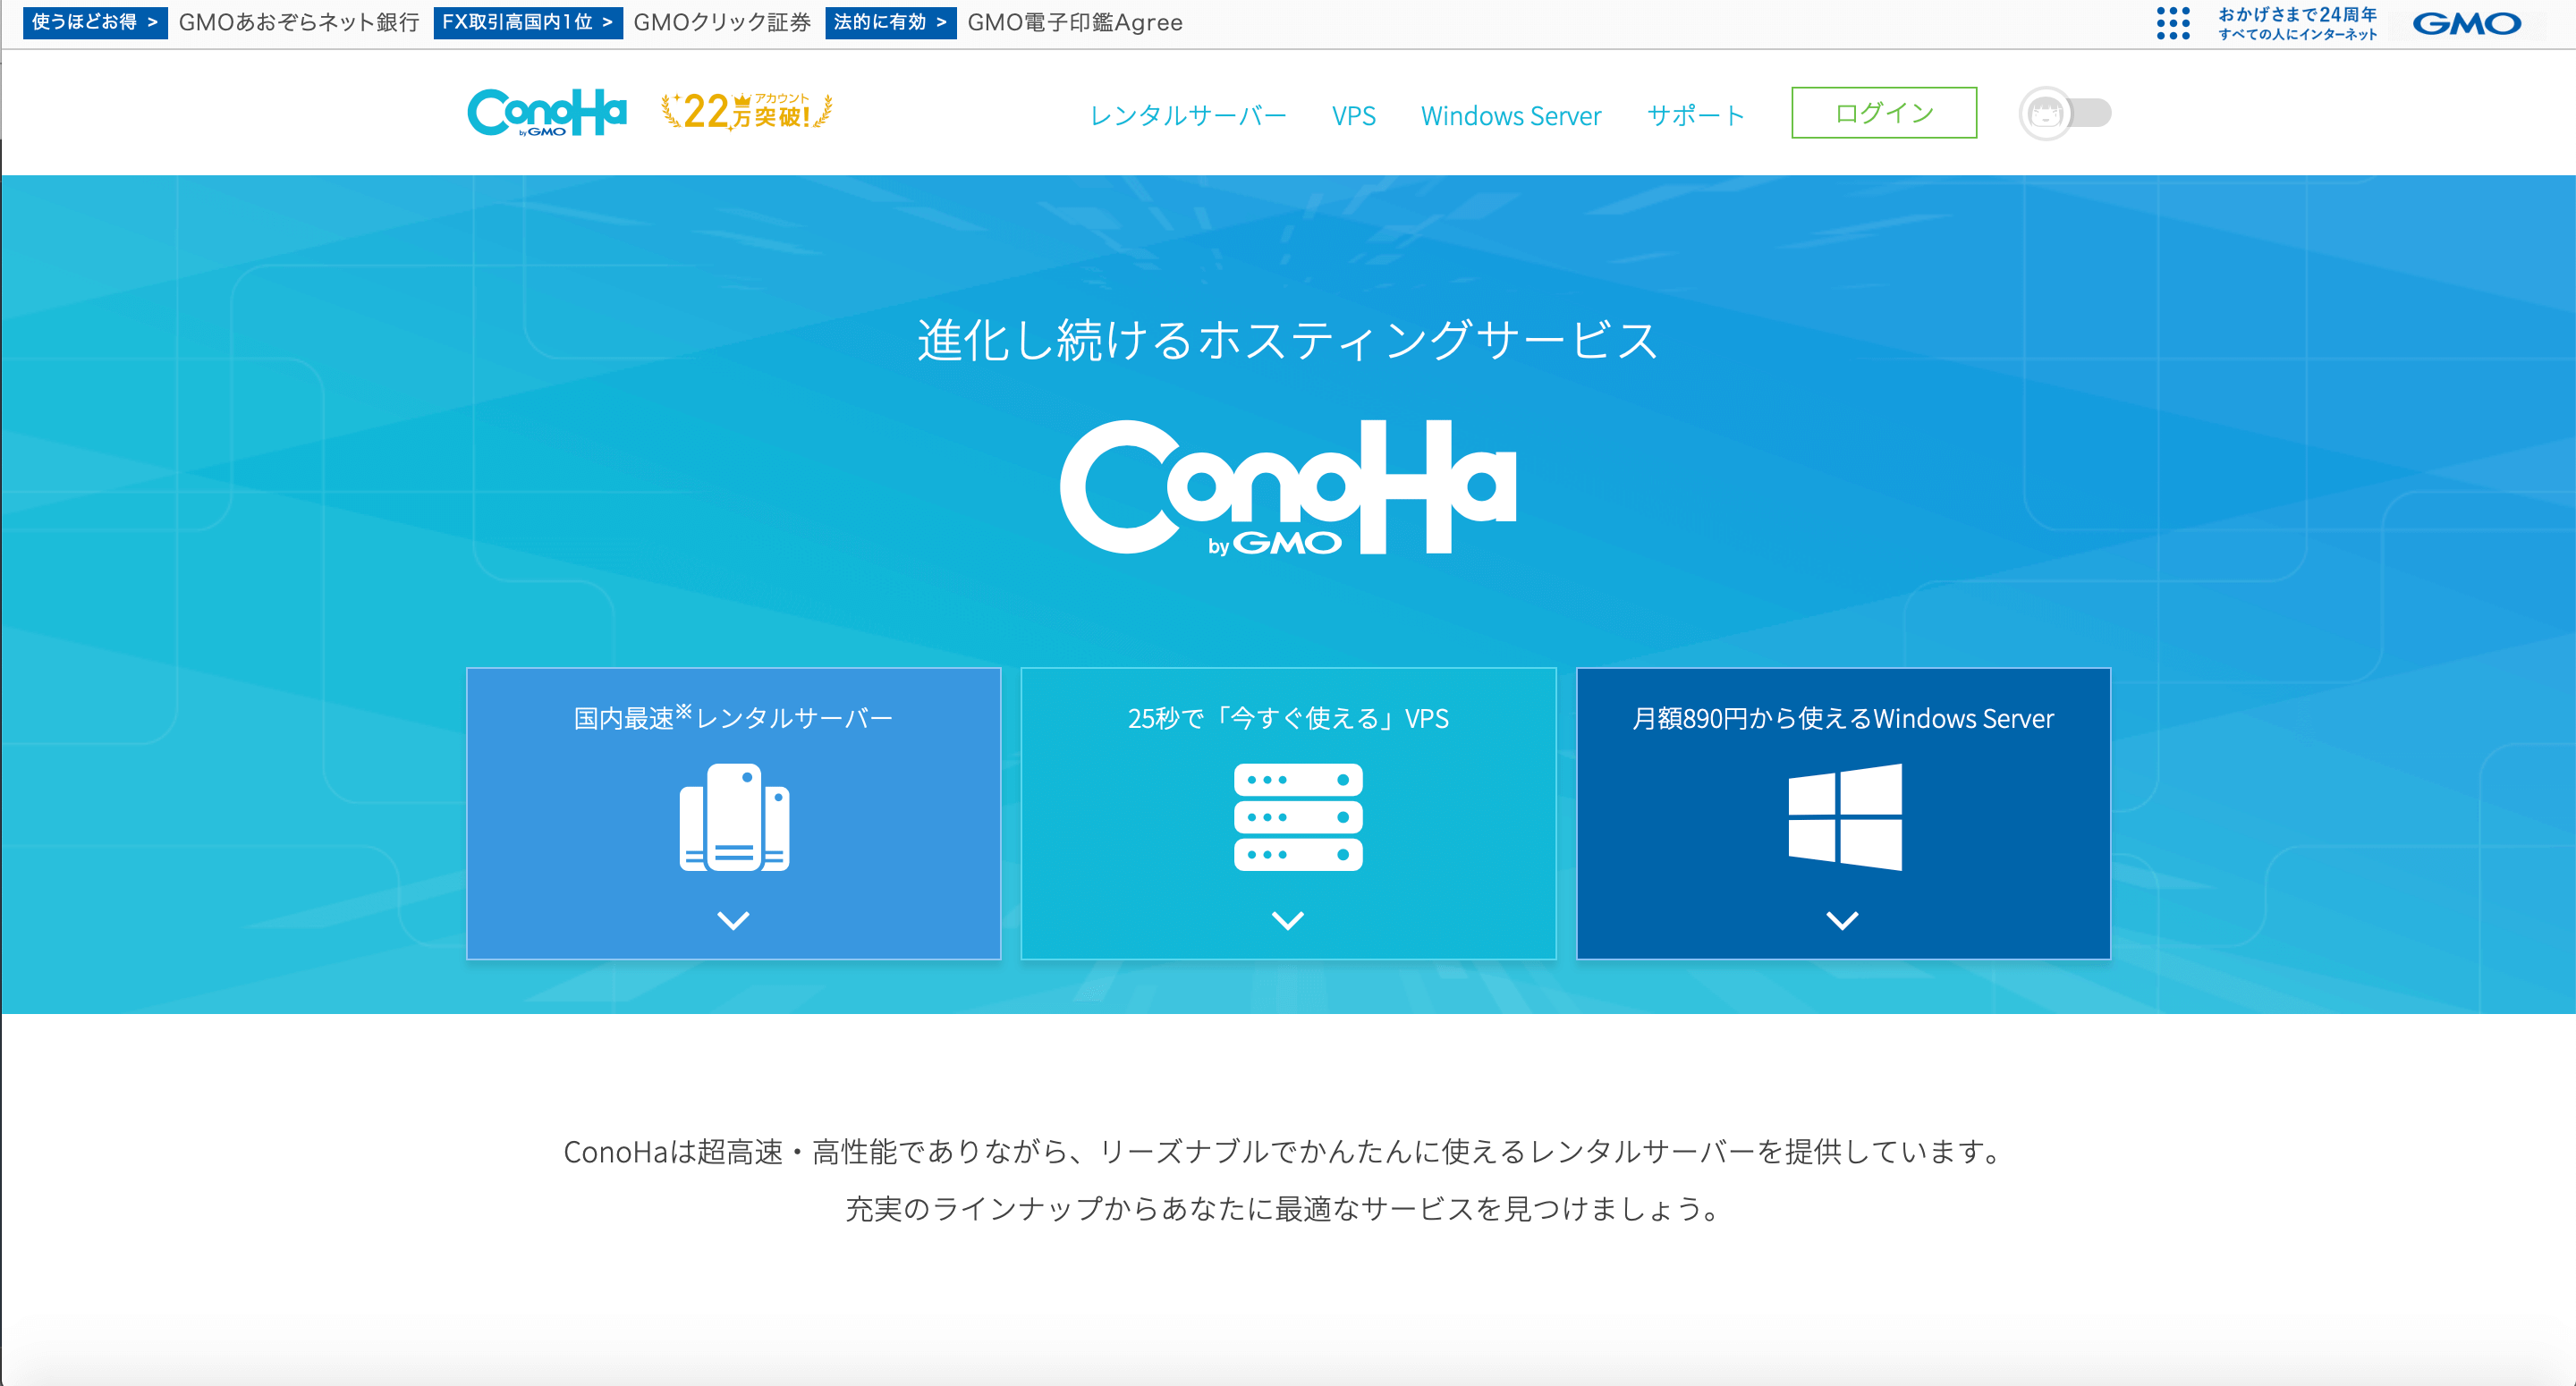 使うほどお得 > GMOあおぞらネット銀行 FX取引高国内1位 > GMOクリック証券 法的に有効 > GMO電子印鑑Agree
おかげさまで24周年
すべての人にインターネット
GMO
ConoHa by GMO
22万アカウント突破!
レンタルサーバー VPS Windows Server サポート ログイン
進化し続けるホスティングサービス
ConoHa
by GMO
国内最速※レンタルサーバー
25秒で「今すぐ使える」VPS
月額890円から使えるWindows Server
ConoHaは超高速・高性能でありながら、リーズナブルでかんたんに使えるレンタルサーバーを提供しています。
充実のラインナップからあなたに最適なサービスを見つけましょう。